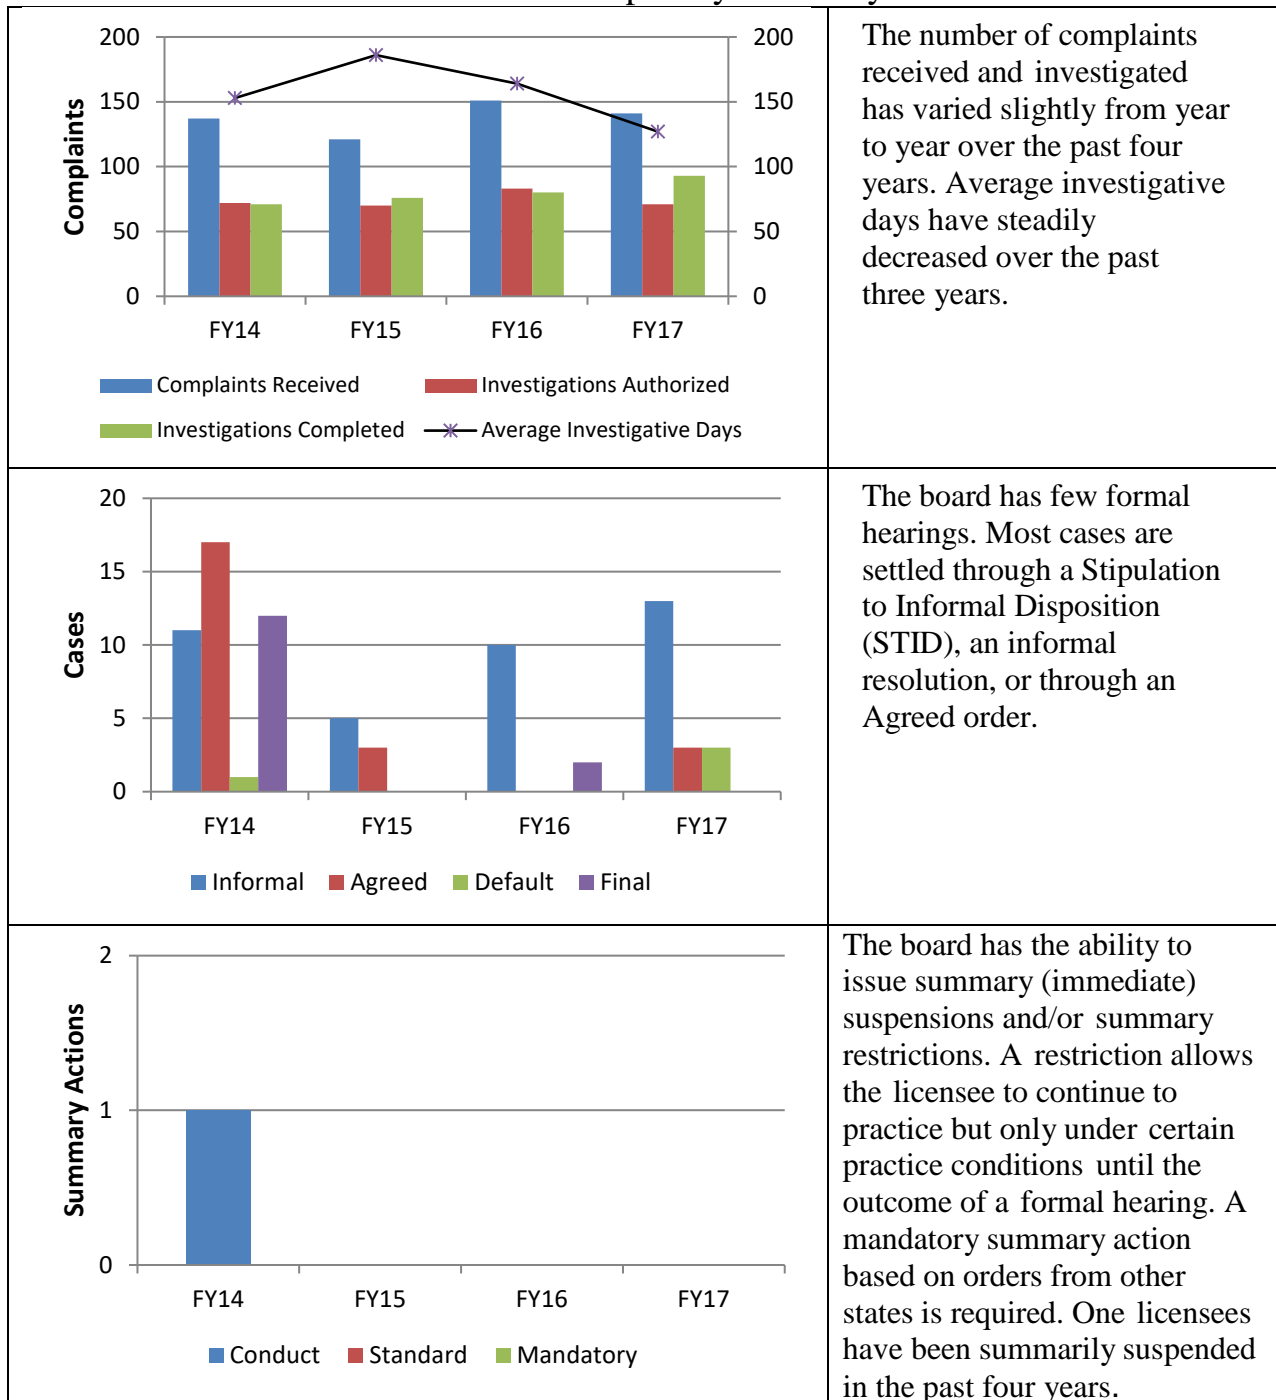 200
150
100
50
0
Complaints
200
150
100
50
0
FY14 FY15 FY16 FY17
Complaints Received Investigations Authorized
Investigations Completed Average Investigative Days
The number of complaints
received and investigated
has varied slightly from year
to year over the past four
years. Average investigative
days have steadily
decreased over the past
three years.
20
15
10
5
0
Cases
FY14 FY15 FY16 FY17
Informal Agreed Default Final
The board has few formal
hearings. Most cases are
settled through a Stipulation
to Informal Disposition
(STID), an informal
resolution, or through an
Agreed order.
2
1
0
Summary Actions
FY14 FY15 FY16 FY17
Conduct Standard Mandatory
The board has the ability to
issue summary (immediate)
suspensions and/or summary
restrictions. A restriction allows
the licensee to continue to
practice but only under certain
practice conditions until the
outcome of a formal hearing. A
mandatory summary action
based on orders from other
states is required. One licensees
have been summarily suspended
in the past four years.